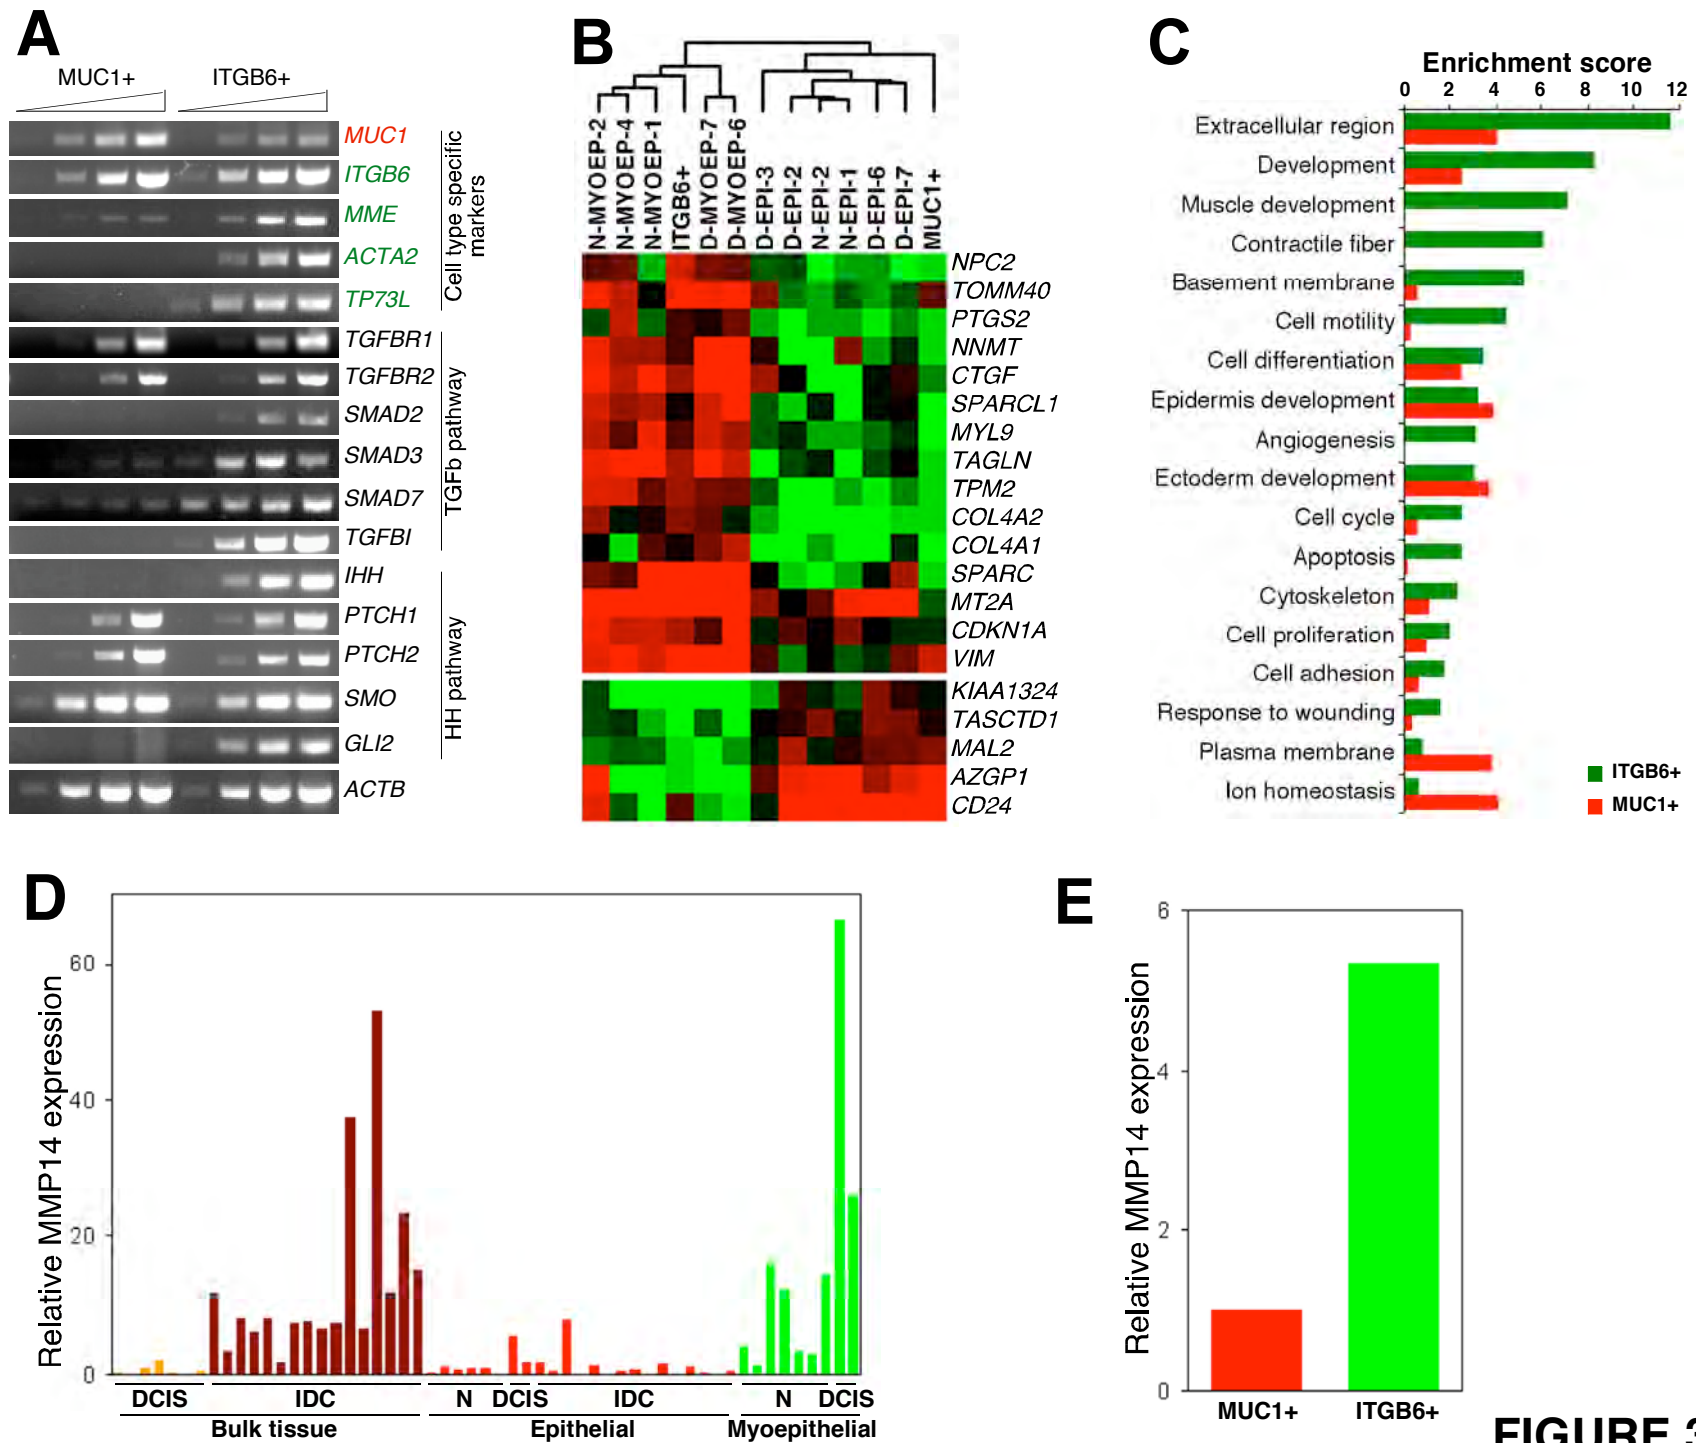 A
MUC1+ ITGB6+
MUC1
ITGB6
MME
ACTA2
TP73L
TGFBR1
TGFBR2
SMAD2
SMAD3
SMAD7
TGFBI
IHH
PTCH1
PTCH2
SMO
GLI2
ACTB
Cell type specific
markers
TGFb pathway
HH pathway
B
N-MYOEP-2
N-MYOEP-4
N-MYOEP-1
ITGB6+
D-MYOEP-7
D-MYOEP-6
D-EPI-3
D-EPI-2
N-EPI-2
N-EPI-1
D-EPI-6
D-EPI-7
MUC1+
NPC2
TOMM40
PTGS2
NNMT
CTGF
SPARCL1
MYL9
TAGLN
TPM2
COL4A2
COL4A1
SPARC
MT2A
CDKN1A
VIM
KIAA1324
TASCTD1
MAL2
AZGP1
CD24
C
Enrichment score
0 2 4 6 8 10 12
Extracellular region
Development
Muscle development
Contractile fiber
Basement membrane
Cell motility
Cell differentiation
Epidermis development
Angiogenesis
Ectoderm development
Cell cycle
Apoptosis
Cytoskeleton
Cell proliferation
Cell adhesion
Response to wounding
Plasma membrane
Ion homeostasis
ITGB6+
MUC1+
D
Relative MMP14 expression
60
40
20
0
DCIS IDC N DCIS IDC N DCIS
Bulk tissue Epithelial Myoepithelial
E
Relative MMP14 expression
6
4
2
0
MUC1+ ITGB6+
FIGURE 3